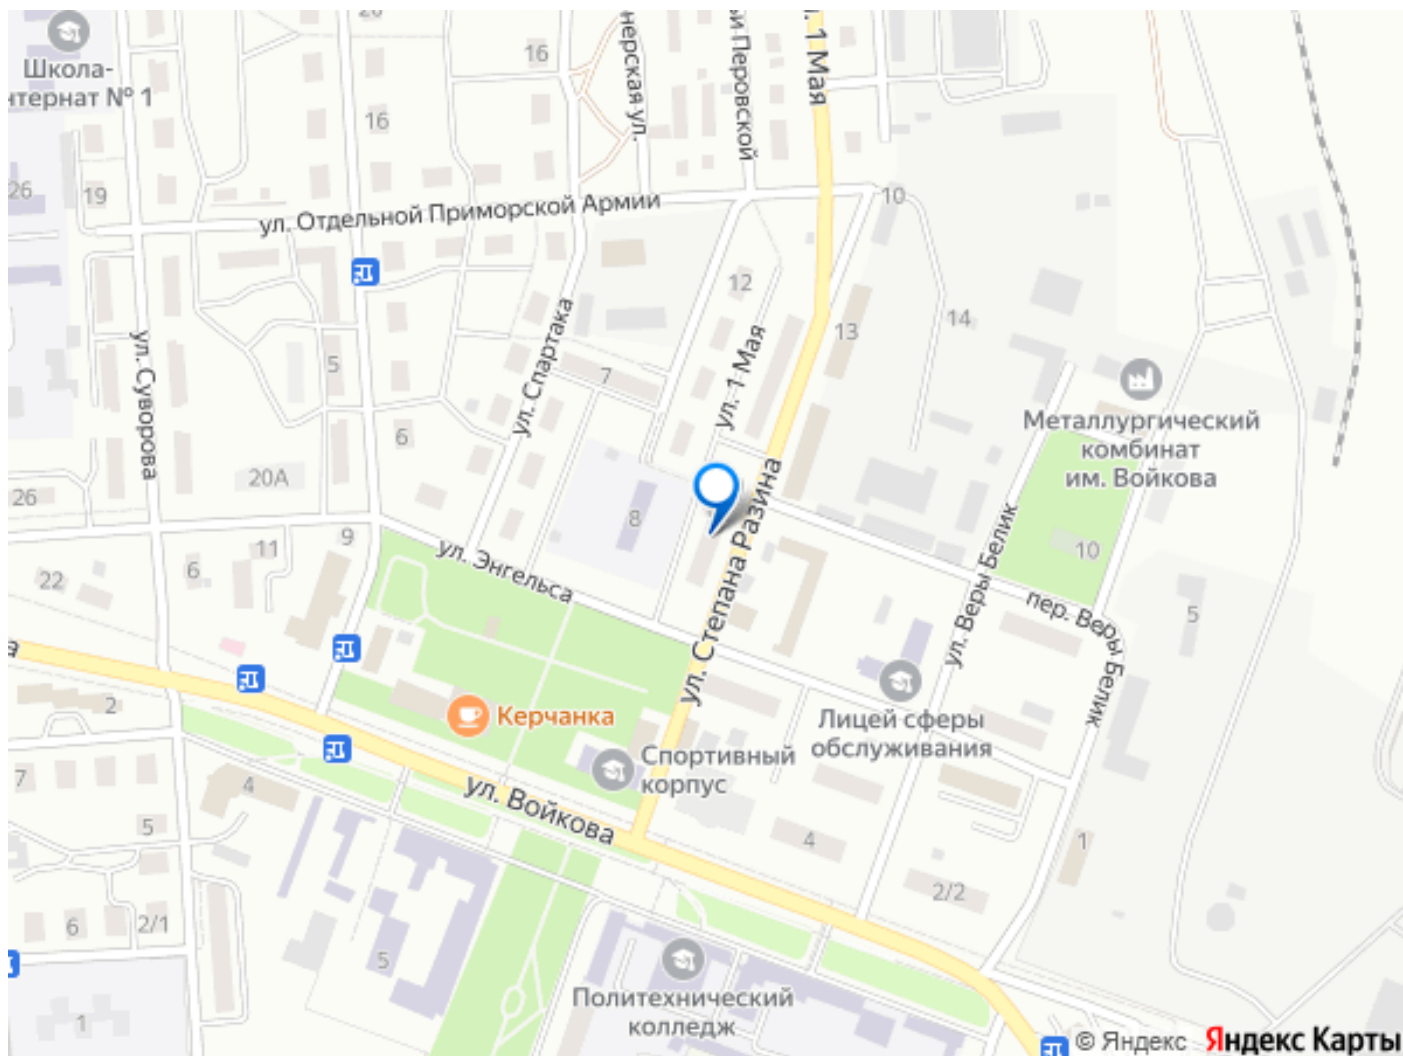 20
Школа-
нтернат № 1
16
16
нерская ул.
ьи Перовской
л. 1 Мая
26
19
ул. Отдельной Приморской Армии
10
12
14
13
ул. Суворова
ул. Спартака
ул. 1 Мая
5
7
6
Металлургический
комбинат
им. Войкова
20А
26
8
ул. Степана Разина
ул. Веры Белик
9
11
ул. Энгельса
10
22
6
пер. Веры Белик
5
а
2
Керчанка
Лицей сферы
обслуживания
Спортивный
корпус
7
4
ул. Войкова
5
4
1
2/2
6
2/1
5
Политехнический
колледж
1
© Яндекс Яндекс Карты